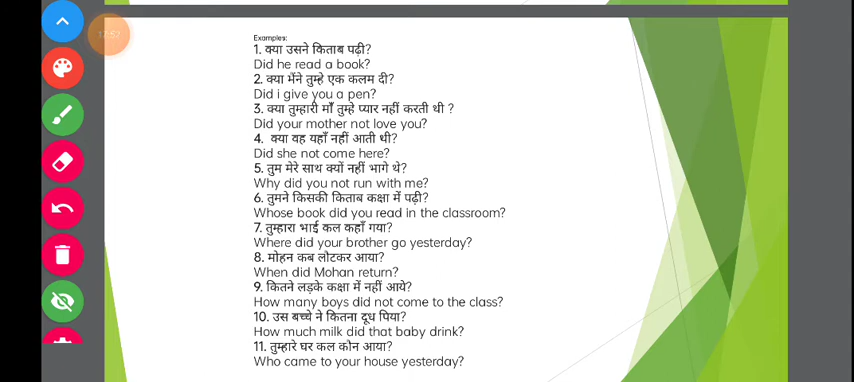 17:57
Examples:
1. क्या उसने किताब पढ़ी?
Did he read a book?
2. क्या मैंने तुम्हे एक कलम दी?
Did i give you a pen?
3. क्या तुम्हारी माँ तुम्हे प्यार नहीं करती थी ?
Did your mother not love you?
4. क्या वह यहाँ नहीं आती थी?
Did she not come here?
5. तुम मेरे साथ क्यों नहीं भागे थे?
Why did you not run with me?
6. तुमने किसकी किताब कक्षा में पढ़ी?
Whose book did you read in the classroom?
7. तुम्हारा भाई कल कहाँ गया?
Where did your brother go yesterday?
8. मोहन कब लौटकर आया?
When did Mohan return?
9. कितने लड़के कक्षा में नहीं आये?
How many boys did not come to the class?
10. उस बच्चे ने कितना दूध पिया?
How much milk did that baby drink?
11. तुम्हारे घर कल कौन आया?
Who came to your house yesterday?